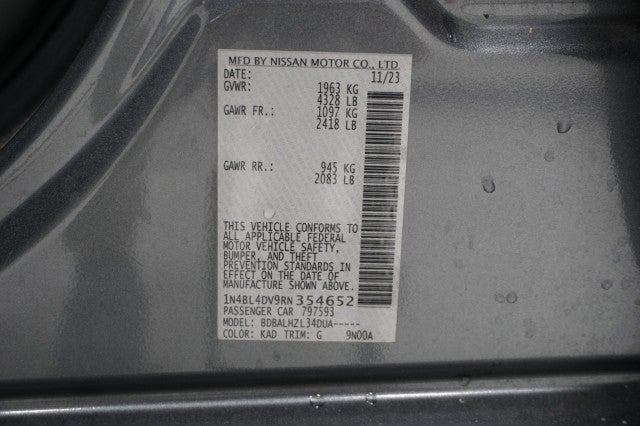 MFD BY NISSAN MOTOR CO., LTD.
DATE: 11/23
GVWR: 1963 KG
4328 LB
GAWR FR.: 1097 KG
2418 LB
GAWR RR.: 945 KG
2083 LB
THIS VEHICLE CONFORMS TO
ALL APPLICABLE FEDERAL
MOTOR VEHICLE SAFETY,
BUMPER, AND THEFT
PREVENTION STANDARDS IN
EFFECT ON THE DATE OF
MANUFACTURE SHOWN ABOVE.
1N4BL4DV9RN354652
PASSENGER CAR 797593
MODEL: BDBALHZL34DUA-----
COLOR: KAD TRIM: G 9N00A